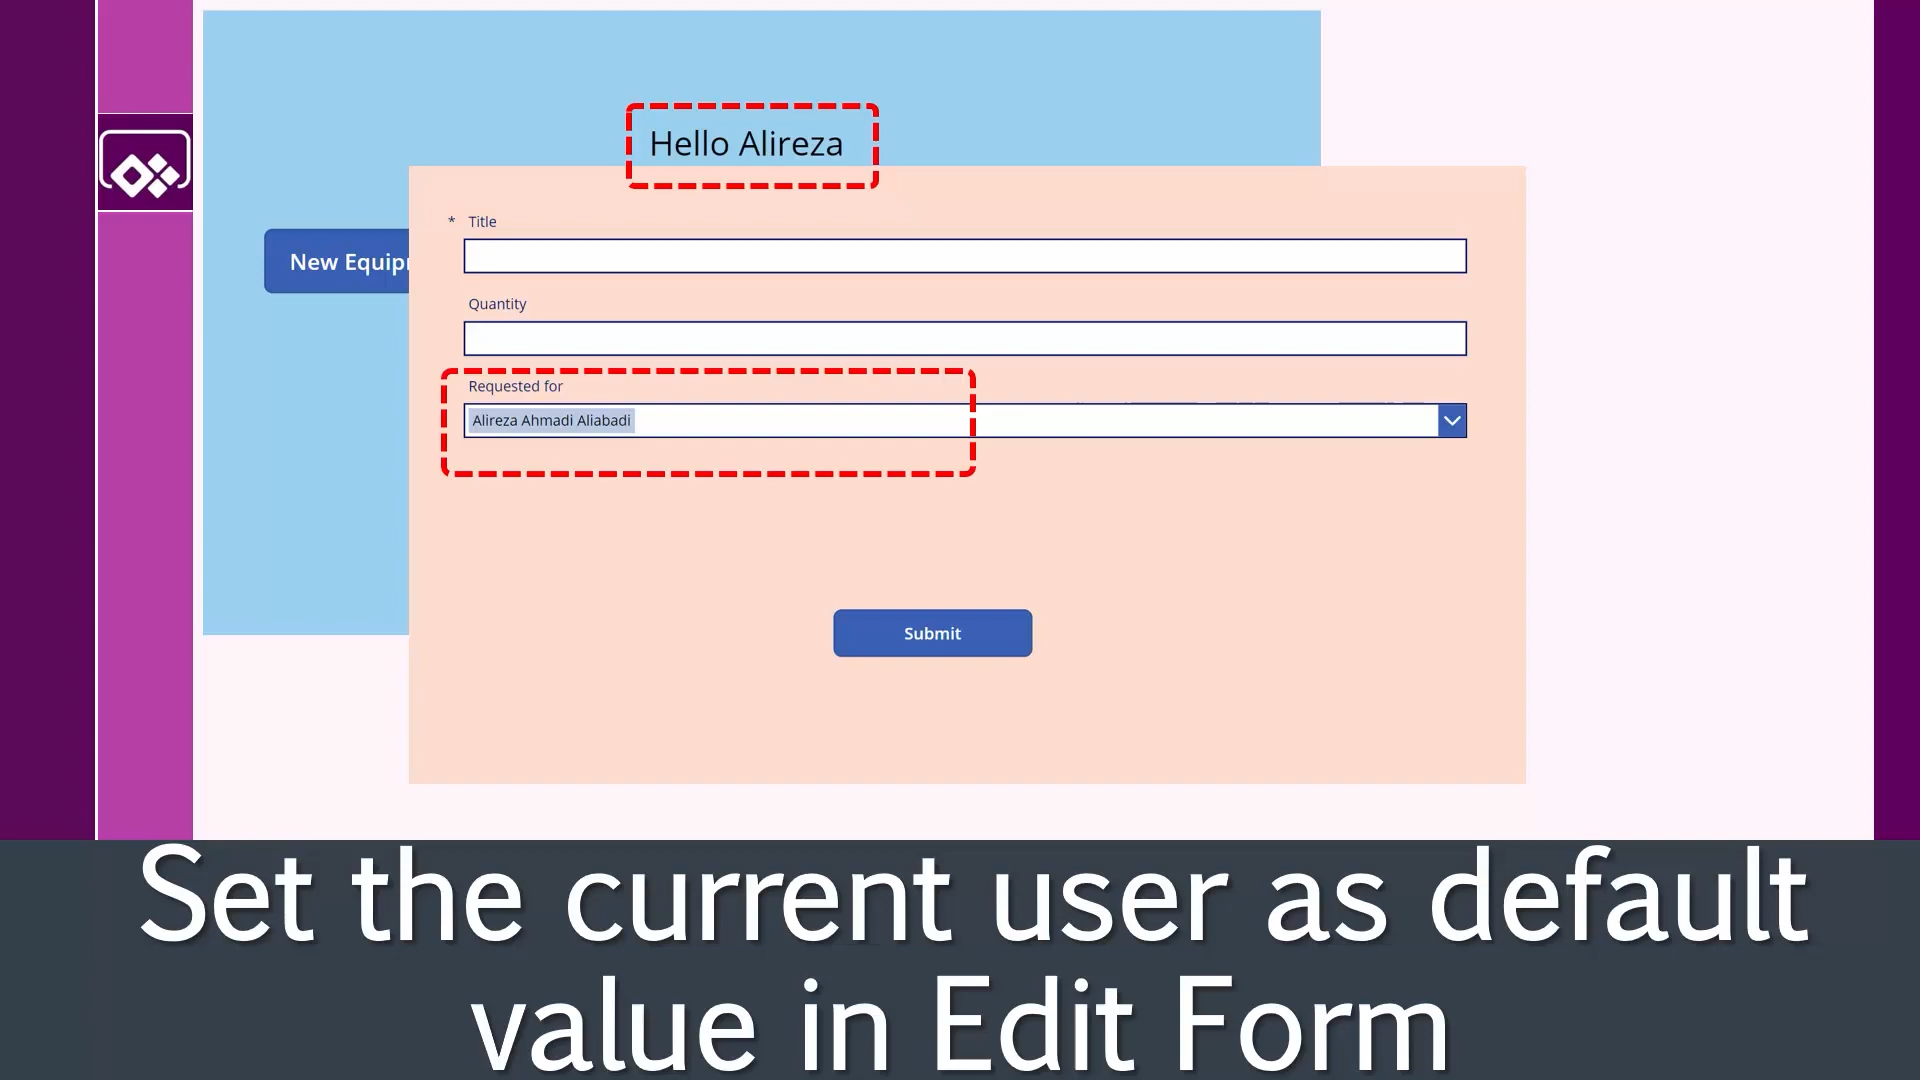 Hello Alireza
* Title
New Equip
Quantity
Requested for
Alireza Ahmadi Aliabadi
Submit
Set the current user as default
value in Edit Form